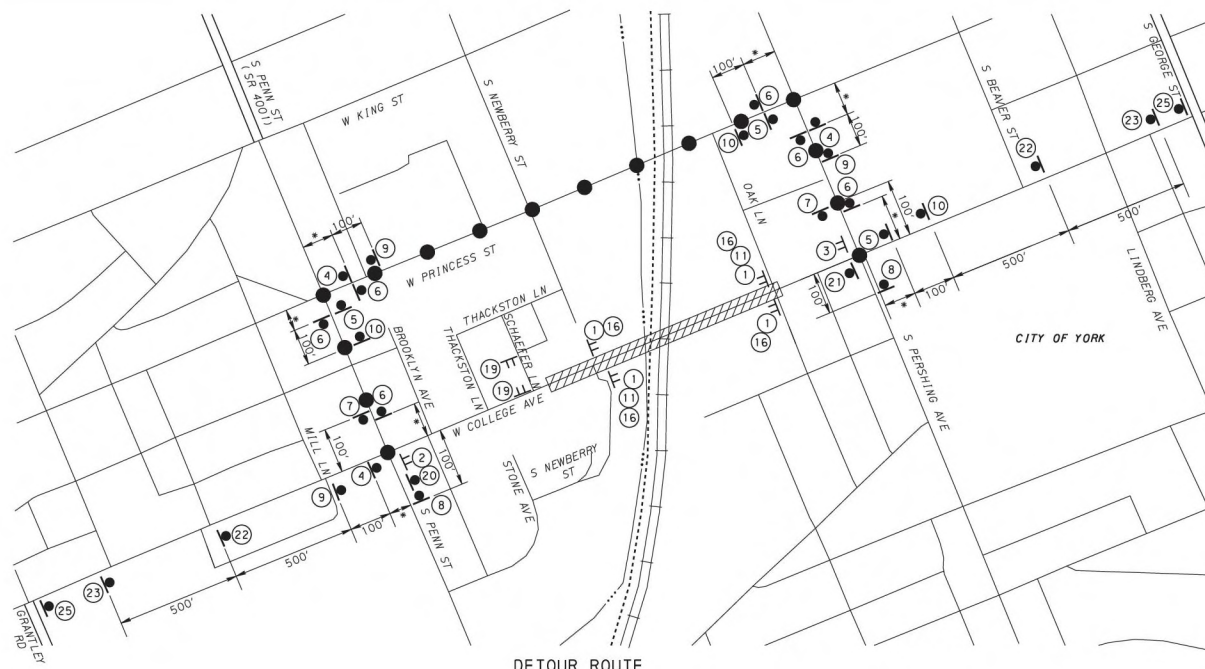 S PENN ST
(SR 4001)
W KING ST
S NEWBERRY ST
100'
*
6
5
10
4
6
9
*
100'
S BEAVER ST
22
S GEORGE ST
23
25
OAK LN
7
6
100'
*
10
3
5
21
8
100'
*
100'
500'
500'
LINDBERG AVE
S PERSHING AVE
CITY OF YORK
*
100'
9
4
6
5
6
10
*
100'
W PRINCESS ST
BROOKLYN AVE
THACKSTON LN
THACKSTON LN
SCHAEFER LN
19
19
1
16
1
11
16
16
11
1
1
16
W COLLEGE AVE
S NEWBERRY
ST
STONE AVE
7
6
*
100'
100'
MILL LN
4
9
2
20
8
S PENN ST
100'
*
22
500'
500'
23
25
GRANTLEY
RD
DETOUR ROUTE